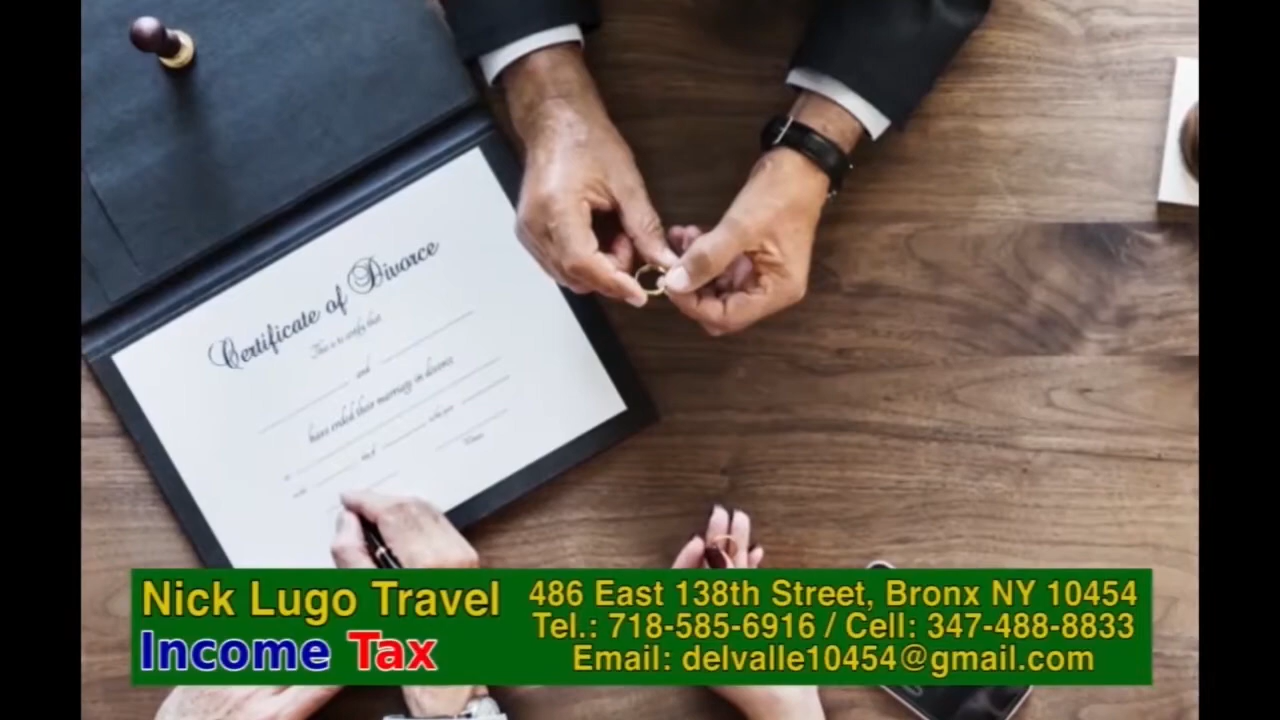 Certificate of Divorce
This is to certify that
and
have ended their marriage in divorce
Nick Lugo Travel
Income Tax
486 East 138th Street, Bronx NY 10454
Tel.: 718-585-6916 / Cell: 347-488-8833
Email: delvalle10454@gmail.com